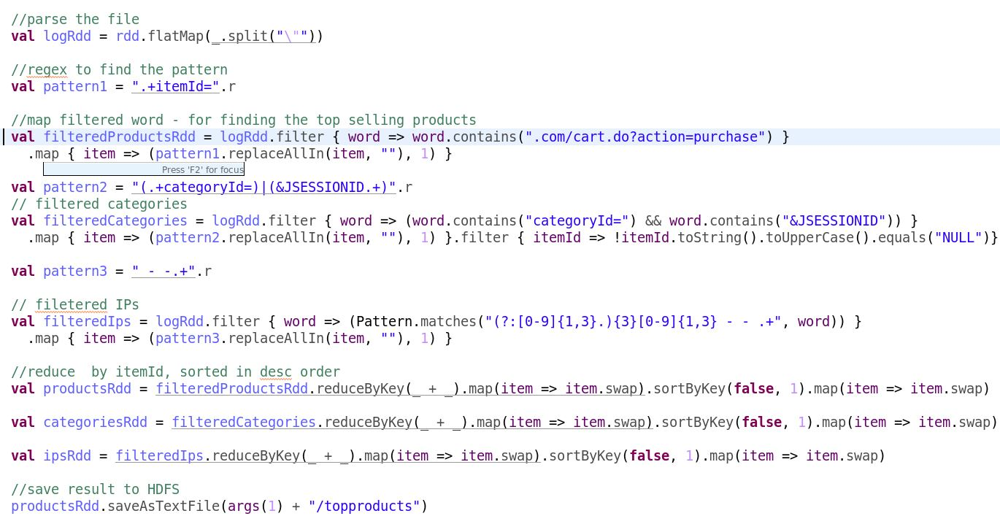 //parse the file
val logRdd = rdd.flatMap(_.split("\""))
//regex to find the pattern
val pattern1 = ".+itemId=".r
//map filtered word - for finding the top selling products
val filteredProductsRdd = logRdd.filter { word => word.contains(".com/cart.do?action=purchase") }
  .map { item => (pattern1.replaceAllIn(item, ""), 1) }
Press 'F2' for focus
val pattern2 = "(.+categoryId=)|(&JSESSIONID.+)".r
// filtered categories
val filteredCategories = logRdd.filter { word => (word.contains("categoryId=") && word.contains("&JSESSIONID")) }
  .map { item => (pattern2.replaceAllIn(item, ""), 1) }.filter { itemId => !itemId.toString().toUpperCase().equals("NULL")}
val pattern3 = " - -.+".r
// filetered IPs
val filteredIps = logRdd.filter { word => (Pattern.matches("(?:[0-9]{1,3}.){3}[0-9]{1,3} - - .+", word)) }
  .map { item => (pattern3.replaceAllIn(item, ""), 1) }
//reduce  by itemId, sorted in desc order
val productsRdd = filteredProductsRdd.reduceByKey(_ + _).map(item => item.swap).sortByKey(false, 1).map(item => item.swap)
val categoriesRdd = filteredCategories.reduceByKey(_ + _).map(item => item.swap).sortByKey(false, 1).map(item => item.swap)
val ipsRdd = filteredIps.reduceByKey(_ + _).map(item => item.swap).sortByKey(false, 1).map(item => item.swap)
//save result to HDFS
productsRdd.saveAsTextFile(args(1) + "/topproducts")